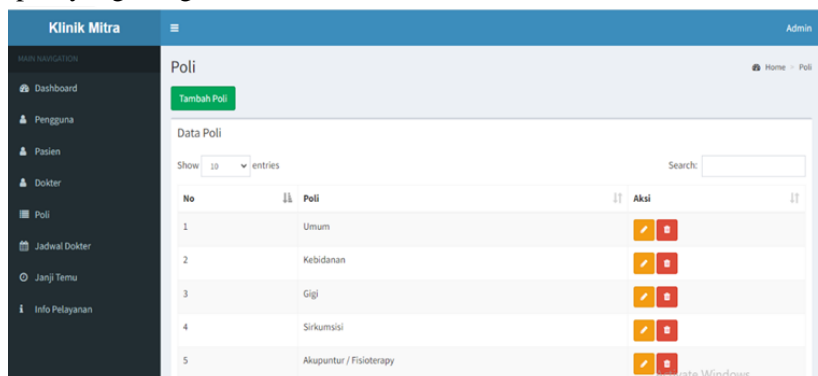 Klinik Mitra
Admin
MAIN NAVIGATION
Dashboard
Pengguna
Pasien
Dokter
Poli
Jadwal Dokter
Janji Temu
Info Pelayanan
Poli
Home > Poli
Tambah Poli
Data Poli
Show 10 entries
Search:
No Poli Aksi
1 Umum
2 Kebidanan
3 Gigi
4 Sirkumsisi
5 Akupuntur / Fisioterapy
Windows